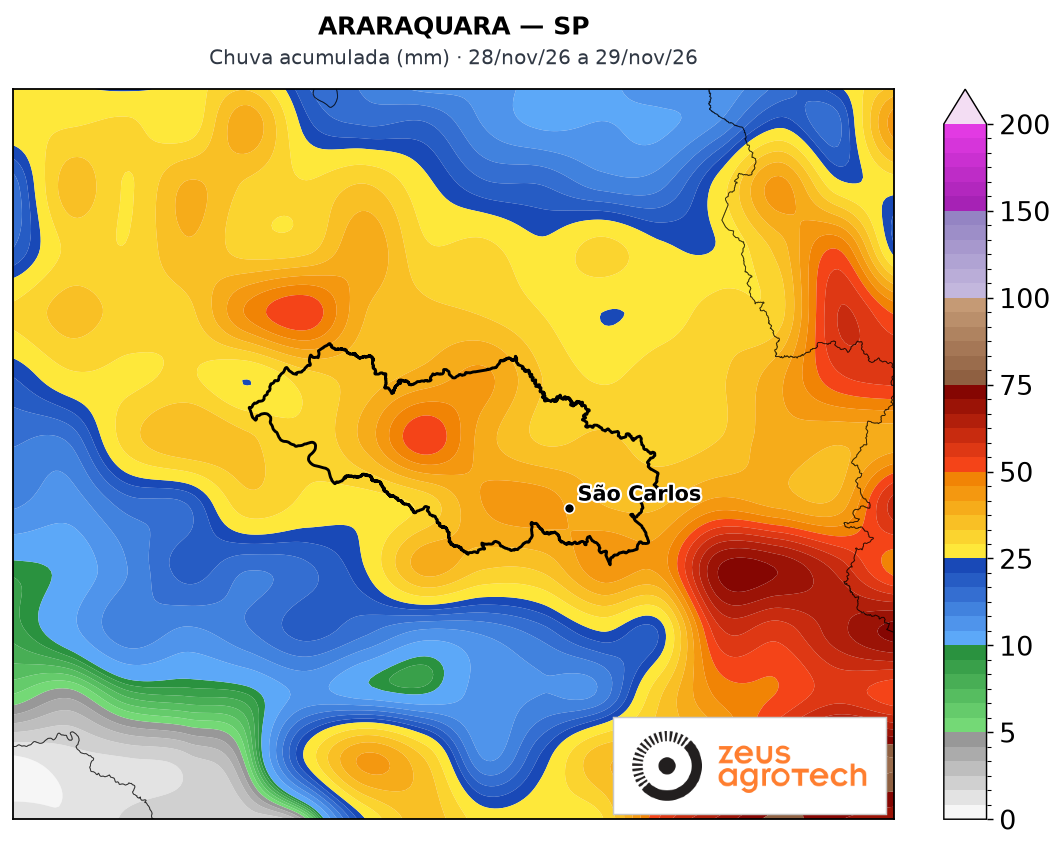 ARARAQUARA — SP
Chuva acumulada (mm) · 28/nov/26 a 29/nov/26
200
150
100
75
50
25
10
5
0
São Carlos
zeus
agrotech